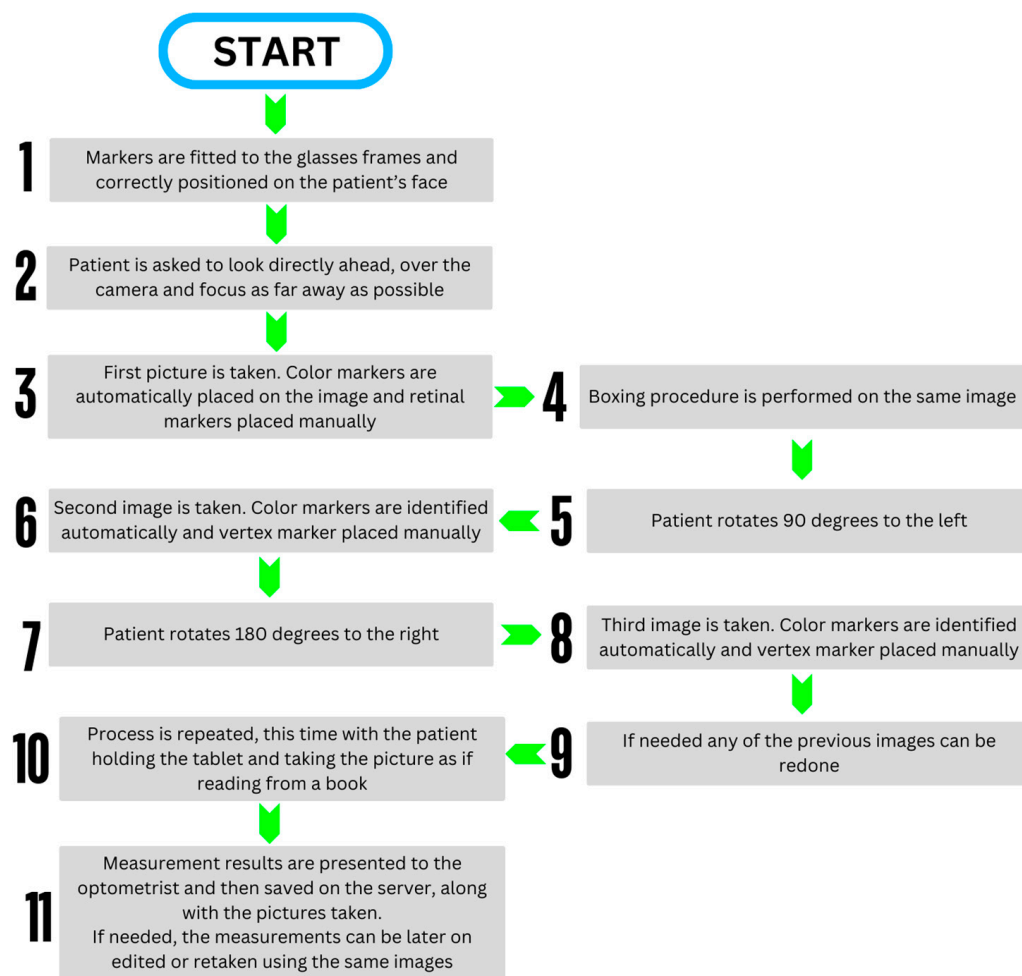 START
1
Markers are fitted to the glasses frames and
correctly positioned on the patient’s face
2
Patient is asked to look directly ahead, over the
camera and focus as far away as possible
3
First picture is taken. Color markers are
automatically placed on the image and retinal
markers placed manually
4
Boxing procedure is performed on the same image
5
Patient rotates 90 degrees to the left
6
Second image is taken. Color markers are identified
automatically and vertex marker placed manually
7
Patient rotates 180 degrees to the right
8
Third image is taken. Color markers are identified
automatically and vertex marker placed manually
9
If needed any of the previous images can be
redone
10
Process is repeated, this time with the patient
holding the tablet and taking the picture as if
reading from a book
11
Measurement results are presented to the
optometrist and then saved on the server, along
with the pictures taken.
If needed, the measurements can be later on
edited or retaken using the same images